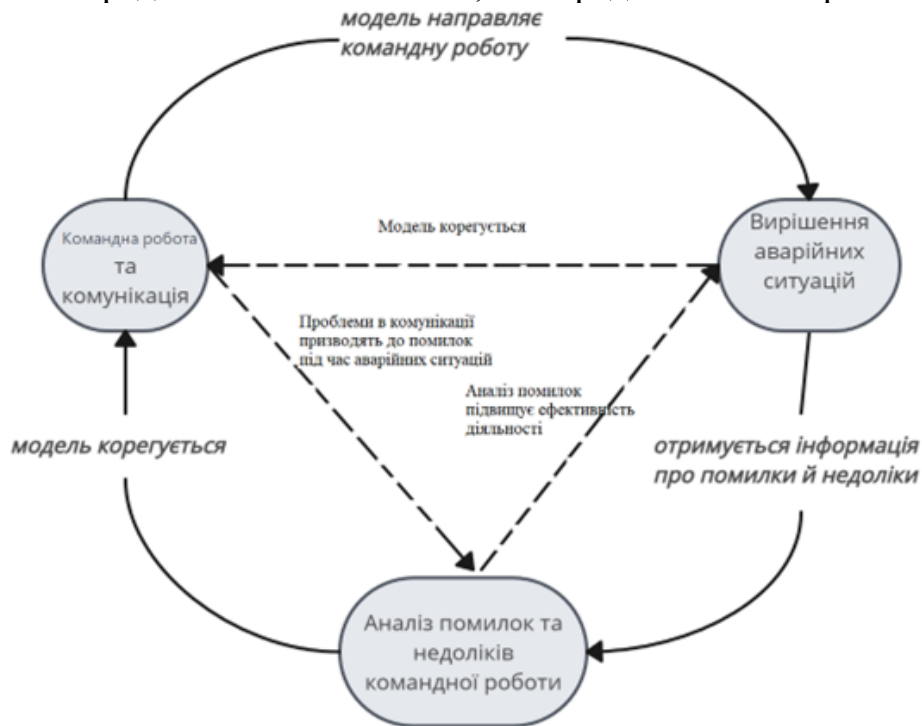 модель направляє
командну роботу
Командна робота
та
комунікація
Модель корегується
Вирішення
аварійних
ситуацій
Проблеми в комунікації
призводять до помилок
під час аварійних ситуацій
Аналіз помилок
підвищує ефективність
діяльності
модель корегується
отримується інформація
про помилки й недоліки
Аналіз помилок та
недоліків
командної роботи